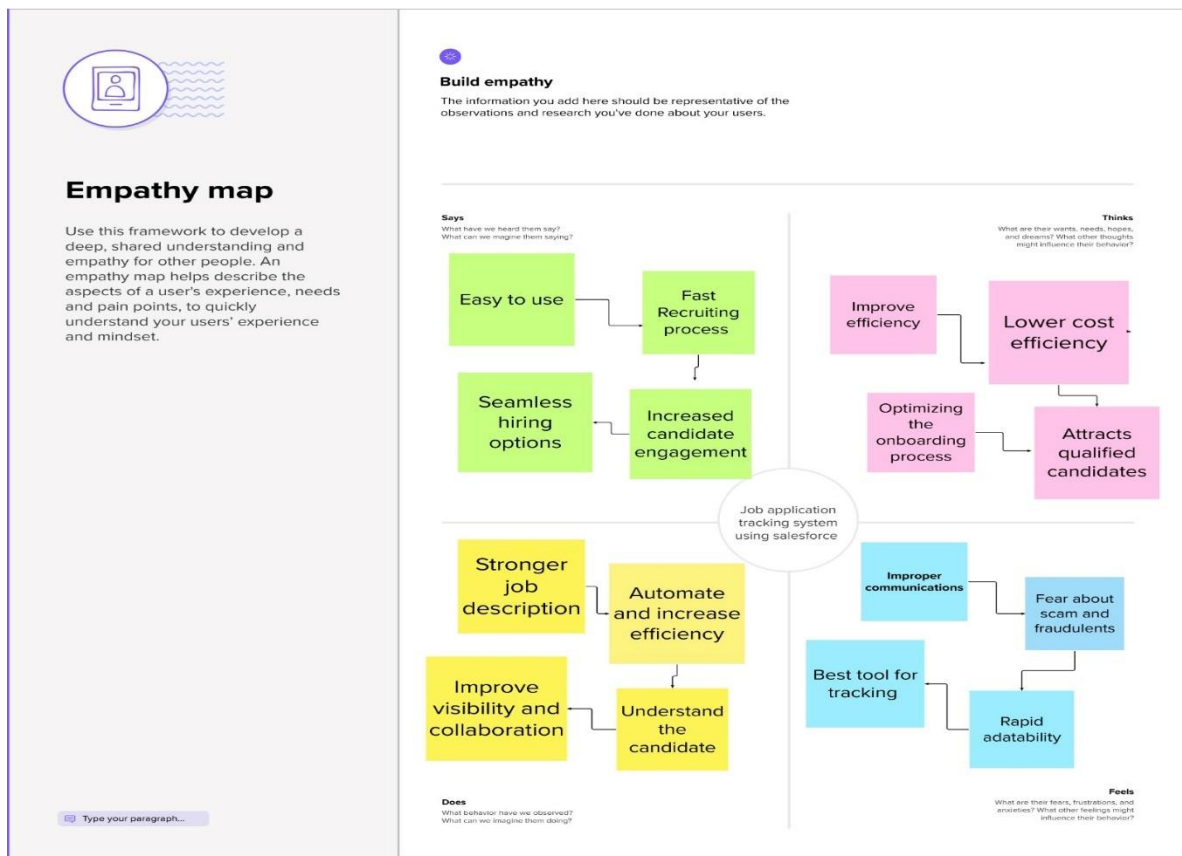 Empathy map
Use this framework to develop a
deep, shared understanding and
empathy for other people. An
empathy map helps describe the
aspects of a user's experience, needs
and pain points, to quickly
understand your users' experience
and mindset.
Type your paragraph...
Build empathy
The information you add here should be representative of the
observations and research you've done about your users.
Says
What have we heard them say?
What can we magine them saying?
Easy to use
Fast
Recruiting
process
Seamless
hiring
options
Increased
candidate
engagement
Thinks
What are their wants, needs, hopes,
and dreams? What other thoughts
might influence their behavior?
Improve
efficiency
Lower cost
efficiency
Optimizing
the
onboarding
process
Attracts
qualified
candidates
Job application
tracking system
using salesforce
Stronger
job
description
Automate
and increase
efficiency
Improve
visibility and
collaboration
Understand
the
candidate
Does
What behavior have we observed?
What can we imagine them doing?
Improper
communications
Fear about
scam and
fraudulents
Best tool for
tracking
Rapid
adatability
Feels
What are their fears, frustrations, and
anxieties? What other feelings might
influence their behavior?